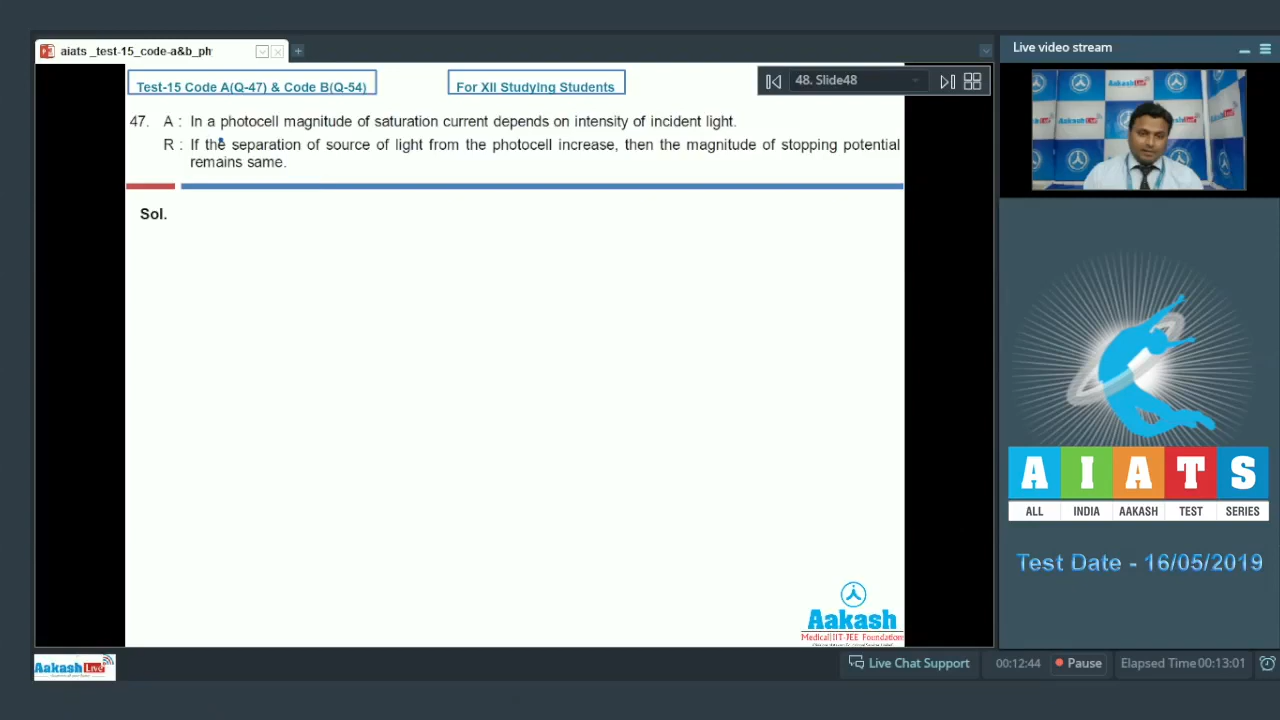 aiats _test-15_code-a&b_ph
Live video stream
Test-15 Code A(Q-47) & Code B(Q-54)
For XII Studying Students
48. Slide48
47. A : In a photocell magnitude of saturation current depends on intensity of incident light.
R : If the separation of source of light from the photocell increase, then the magnitude of stopping potential
remains same.
Sol.
A I A T S
ALL INDIA AAKASH TEST SERIES
Test Date - 16/05/2019
Aakash
Medical|IIT-JEE|Foundations
Aakash Live
Live Chat Support
00:12:44
Pause
Elapsed Time 00:13:01